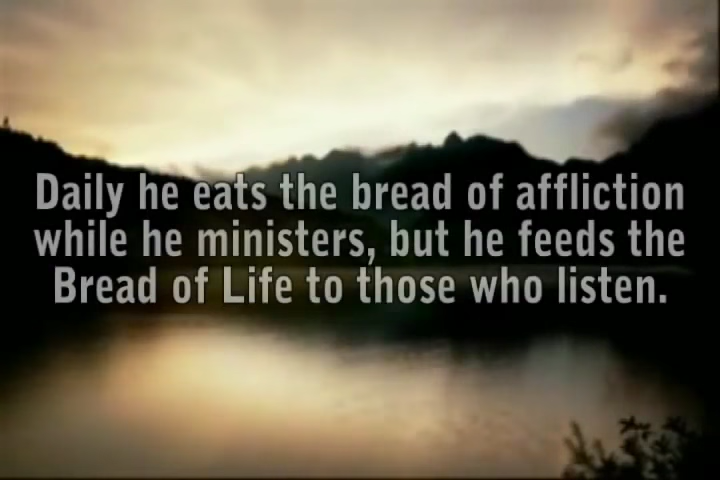 Daily he eats the bread of affliction
while he ministers, but he feeds the
Bread of Life to those who listen.